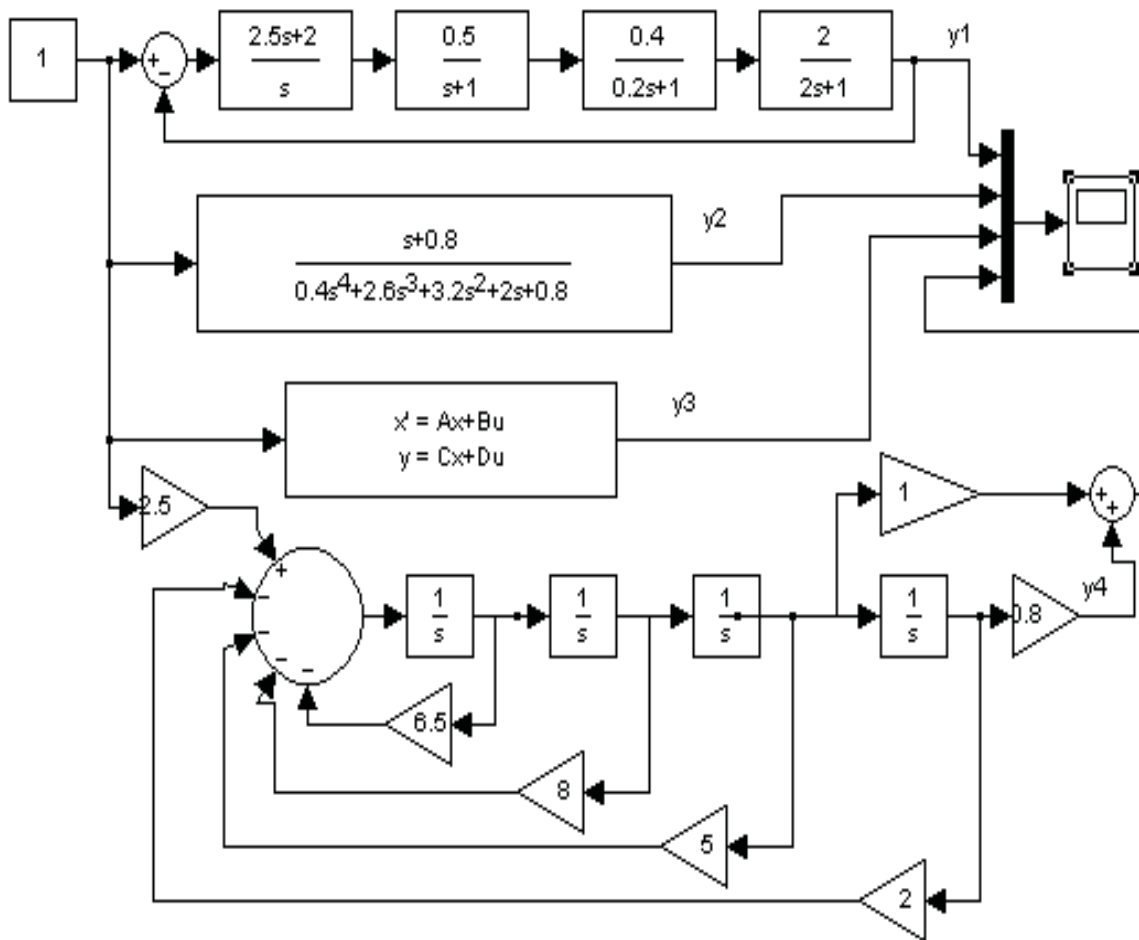 1
+
−
2.5s+2
s
0.5
s+1
0.4
0.2s+1
2
2s+1
y1
s+0.8
0.4s⁴+2.6s³+3.2s²+2s+0.8
y2
x' = Ax+Bu
y = Cx+Du
y3
2.5
+
−
−
−
−
1
s
1
s
1
s
1
s
1
+
+
0.8
y4
6.5
8
5
2